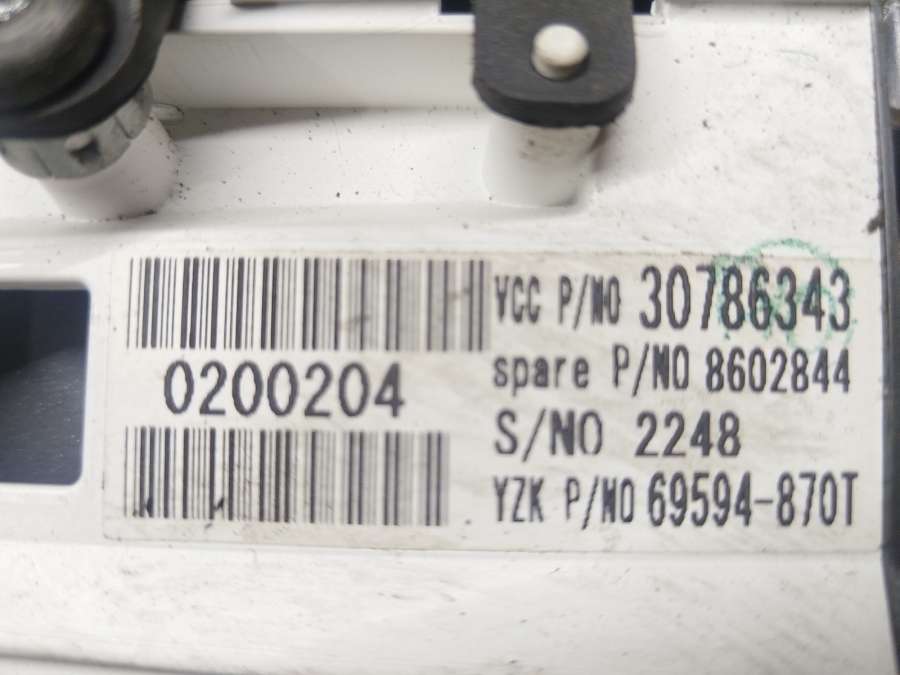 0200204
VCC P/NO 30786343
spare P/NO 8602844
S/NO 2248
YZK P/NO 69594-870T